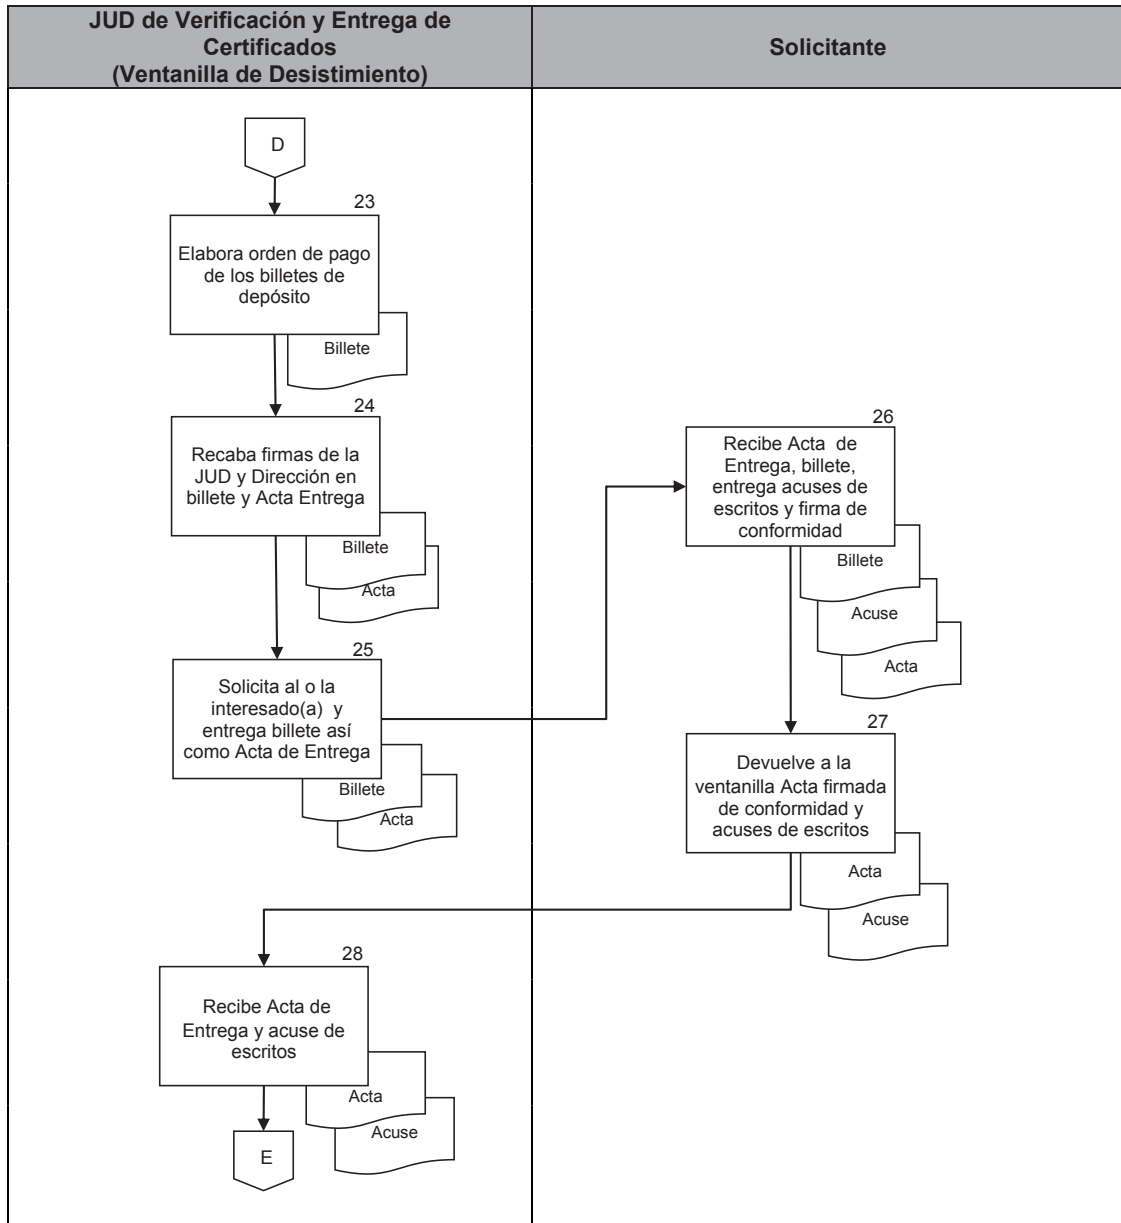 JUD de Verificación y Entrega de
Certificados
(Ventanilla de Desistimiento)
Solicitante
D
23
Elabora orden de pago
de los billetes de
depósito
Billete
24
Recaba firmas de la
JUD y Dirección en
billete y Acta Entrega
Billete
Acta
25
Solicita al o la
interesado(a) y
entrega billete así
como Acta de Entrega
Billete
Acta
26
Recibe Acta de
Entrega, billete,
entrega acuses de
escritos y firma de
conformidad
Billete
Acuse
Acta
27
Devuelve a la
ventanilla Acta firmada
de conformidad y
acuses de escritos
Acta
Acuse
28
Recibe Acta de
Entrega y acuse de
escritos
Acta
Acuse
E